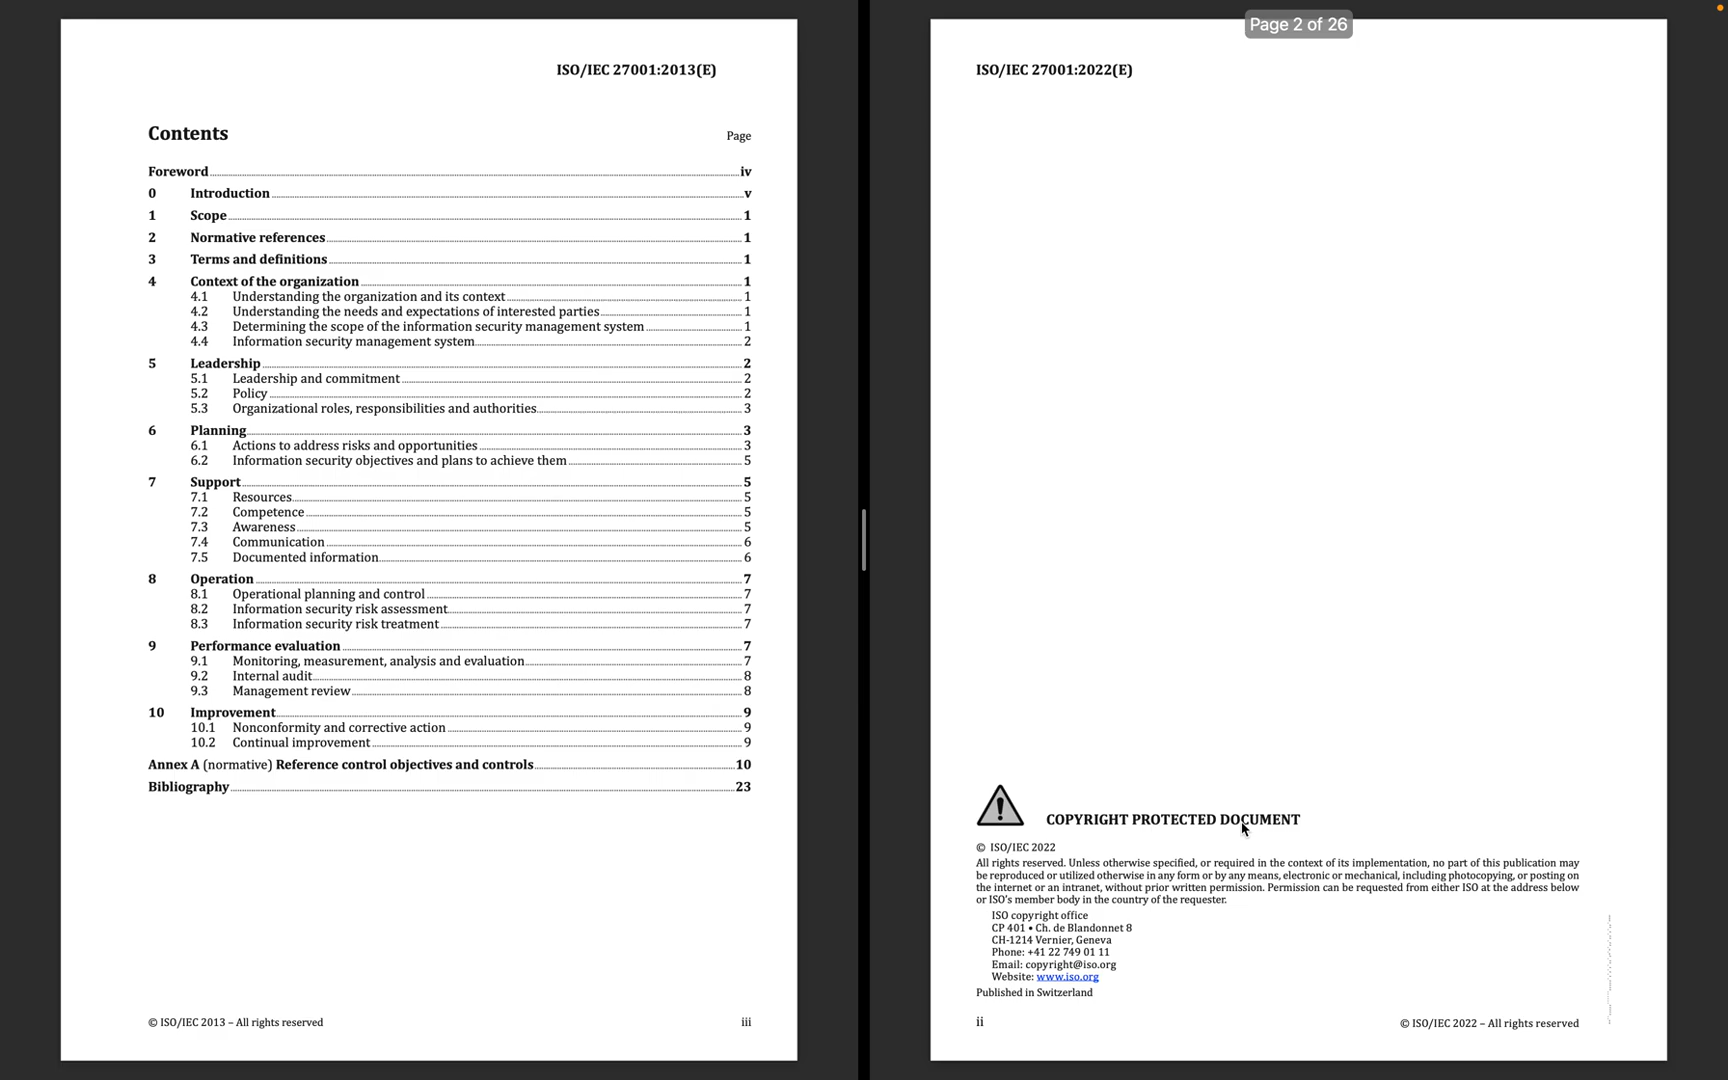 ISO/IEC 27001:2013(E)
Contents Page
Foreword iv
0 Introduction v
1 Scope 1
2 Normative references 1
3 Terms and definitions 1
4 Context of the organization 1
4.1 Understanding the organization and its context 1
4.2 Understanding the needs and expectations of interested parties 1
4.3 Determining the scope of the information security management system 1
4.4 Information security management system 2
5 Leadership 2
5.1 Leadership and commitment 2
5.2 Policy 2
5.3 Organizational roles, responsibilities and authorities 3
6 Planning 3
6.1 Actions to address risks and opportunities 3
6.2 Information security objectives and plans to achieve them 5
7 Support 5
7.1 Resources 5
7.2 Competence 5
7.3 Awareness 5
7.4 Communication 6
7.5 Documented information 6
8 Operation 7
8.1 Operational planning and control 7
8.2 Information security risk assessment 7
8.3 Information security risk treatment 7
9 Performance evaluation 7
9.1 Monitoring, measurement, analysis and evaluation 7
9.2 Internal audit 8
9.3 Management review 8
10 Improvement 9
10.1 Nonconformity and corrective action 9
10.2 Continual improvement 9
Annex A (normative) Reference control objectives and controls 10
Bibliography 23
© ISO/IEC 2013 – All rights reserved iii
Page 2 of 26
ISO/IEC 27001:2022(E)
COPYRIGHT PROTECTED DOCUMENT
© ISO/IEC 2022
All rights reserved. Unless otherwise specified, or required in the context of its implementation, no part of this publication may
be reproduced or utilized otherwise in any form or by any means, electronic or mechanical, including photocopying, or posting on
the internet or an intranet, without prior written permission. Permission can be requested from either ISO at the address below
or ISO's member body in the country of the requester.
ISO copyright office
CP 401 • Ch. de Blandonnet 8
CH-1214 Vernier, Geneva
Phone: +41 22 749 01 11
Email: copyright@iso.org
Website: www.iso.org
Published in Switzerland
ii © ISO/IEC 2022 – All rights reserved